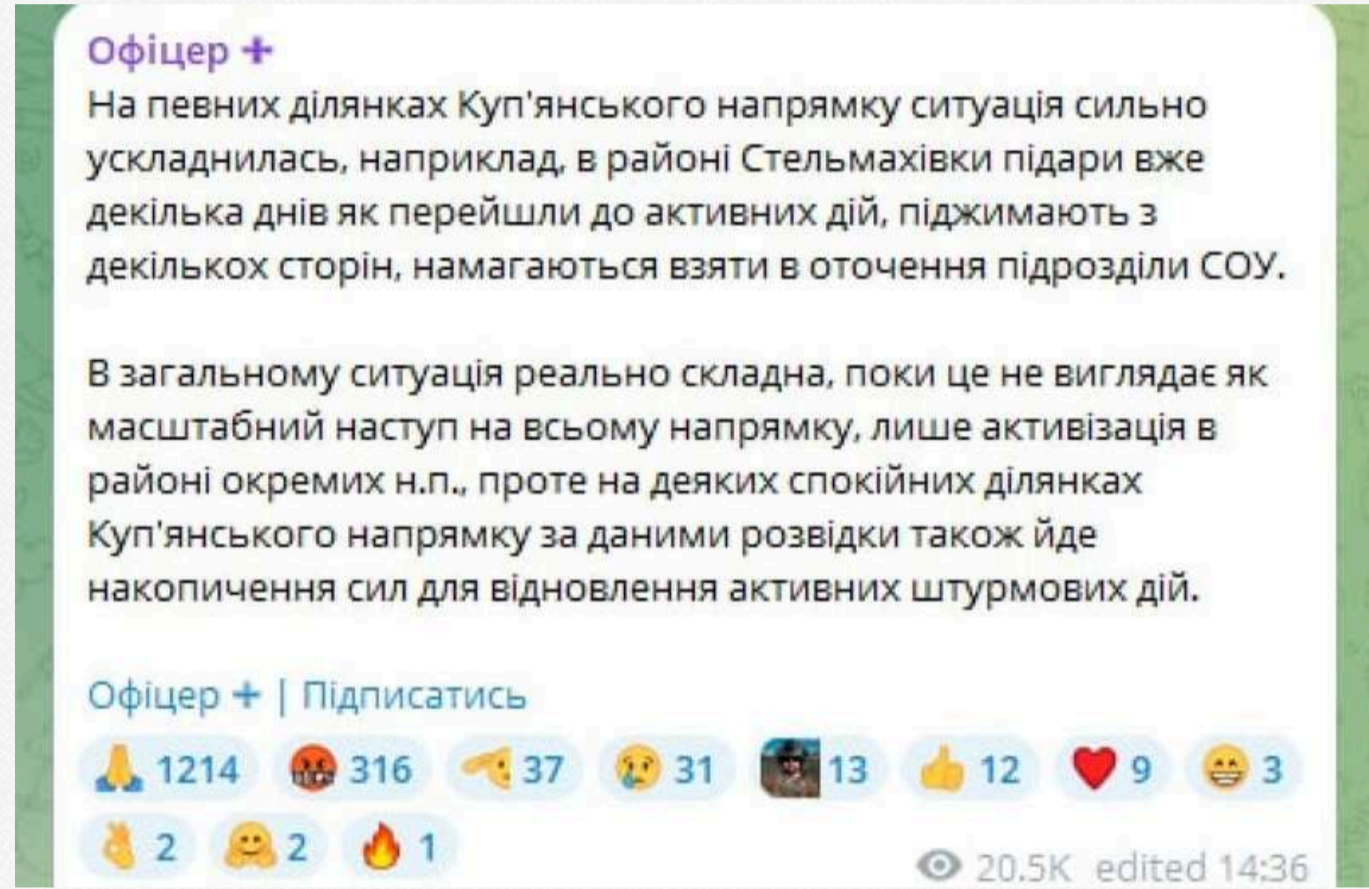 Офіцер +
На певних ділянках Куп'янського напрямку ситуація сильно
ускладнилась, наприклад, в районі Стельмахівки підари вже
декілька днів як перейшли до активних дій, піджимають з
декількох сторін, намагаються взяти в оточення підрозділи СОУ.
В загальному ситуація реально складна, поки це не виглядає як
масштабний наступ на всьому напрямку, лише активізація в
районі окремих н.п., проте на деяких спокійних ділянках
Куп'янського напрямку за даними розвідки також йде
накопичення сил для відновлення активних штурмових дій.
Офіцер + | Підписатись
1214 316 37 31 13 12 9 3
2 2 1
20.5K edited 14:36